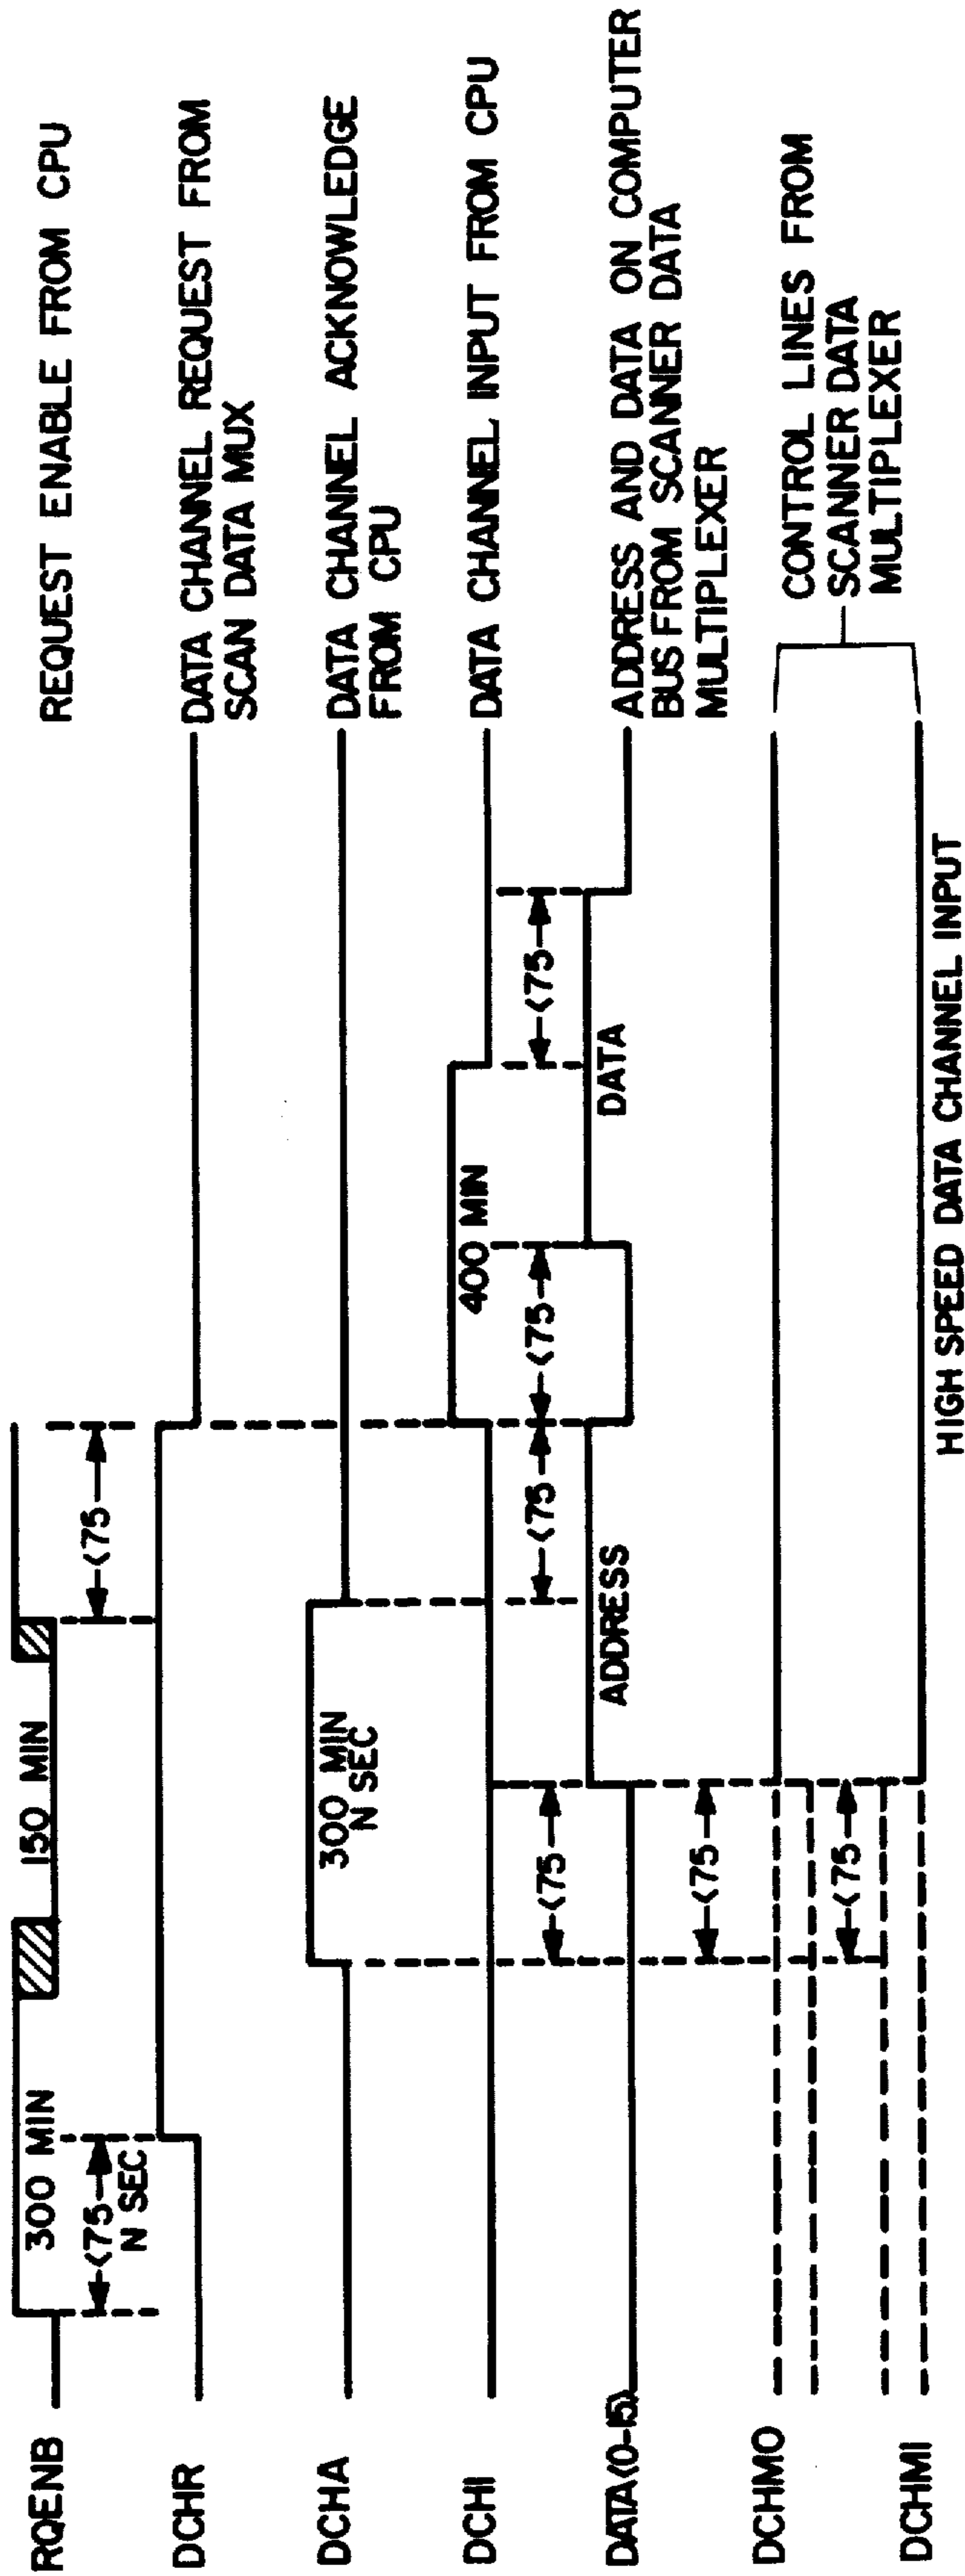 RQENB
300 MIN
150 MIN
REQUEST ENABLE FROM CPU
<75
N SEC
<75
DCHR
DATA CHANNEL REQUEST FROM
SCAN DATA MUX
DCHA
300 MIN
N SEC
DATA CHANNEL ACKNOWLEDGE
FROM CPU
DCHI
400 MIN
DATA CHANNEL INPUT FROM CPU
<75
<75
<75
<75
DATA(0-15)
ADDRESS
DATA
ADDRESS AND DATA ON COMPUTER
BUS FROM SCANNER DATA
MULTIPLEXER
<75
DCHMO
CONTROL LINES FROM
SCANNER DATA
MULTIPLEXER
<75
DCHMI
HIGH SPEED DATA CHANNEL INPUT